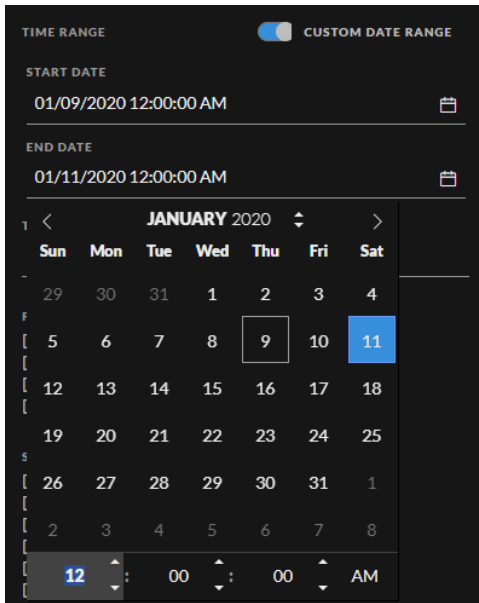 TIME RANGE CUSTOM DATE RANGE
START DATE
01/09/2020 12:00:00 AM
END DATE
01/11/2020 12:00:00 AM
JANUARY 2020
Sun Mon Tue Wed Thu Fri Sat
29 30 31 1 2 3 4
5 6 7 8 9 10 11
12 13 14 15 16 17 18
19 20 21 22 23 24 25
26 27 28 29 30 31 1
2 3 4 5 6 7 8
12 : 00 : 00 AM